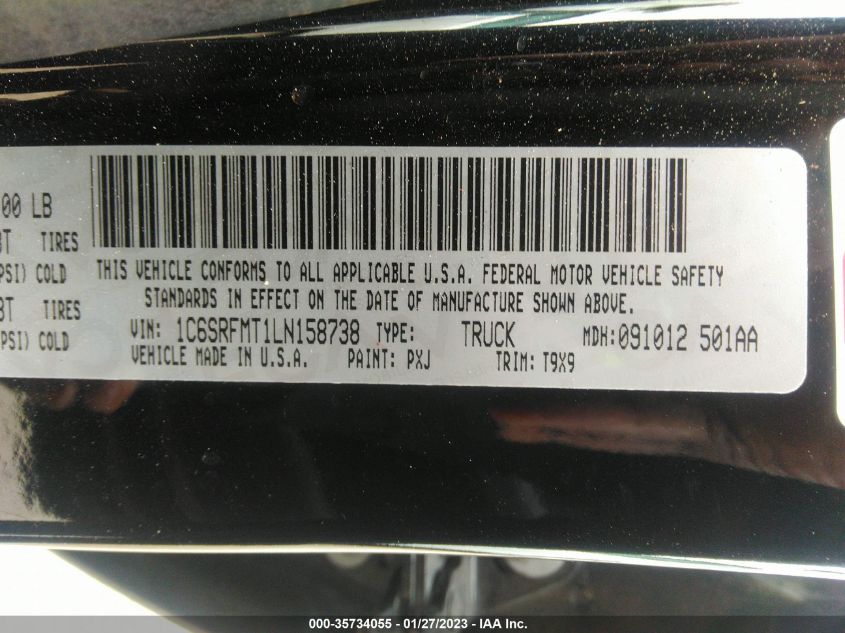 00 LB
TIRES
PSI) COLD
TIRES
PSI) COLD
THIS VEHICLE CONFORMS TO ALL APPLICABLE U.S.A. FEDERAL MOTOR VEHICLE SAFETY
STANDARDS IN EFFECT ON THE DATE OF MANUFACTURE SHOWN ABOVE.
VIN: 1C6SRFMT1LN158738 TYPE: TRUCK MDH:091012 501AA
VEHICLE MADE IN U.S.A. PAINT: PXJ TRIM: T9X9
000-35734055 - 01/27/2023 - IAA Inc.